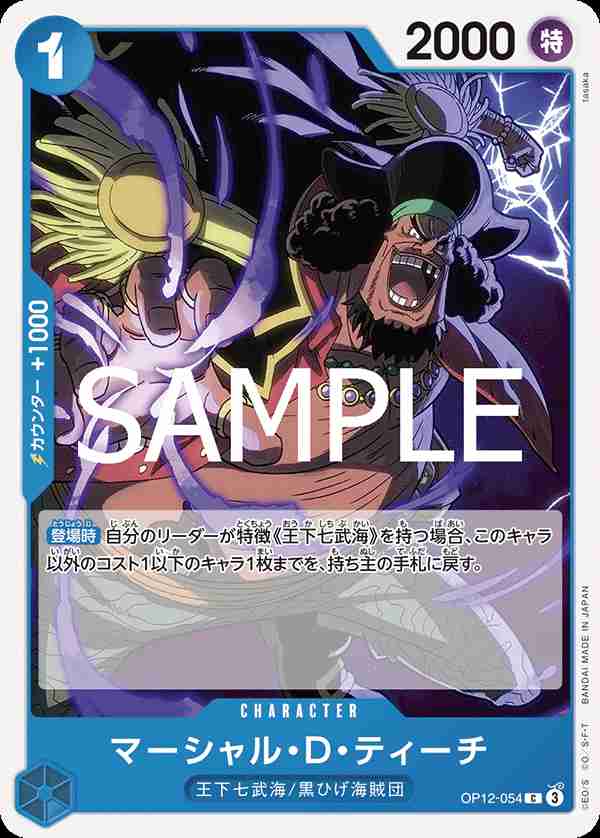 1
2000
特
tasaka
カウンター +1000
SAMPLE
登場時 自分のリーダーが特徴《王下七武海》を持つ場合、このキャラ
以外のコスト1以下のキャラ1枚までを、持ち主の手札に戻す。
CHARACTER
マーシャル・D・ティーチ
王下七武海/黒ひげ海賊団
OP12-054 C 3
©E.O/S ©O/S・F・T BANDAI MADE IN JAPAN